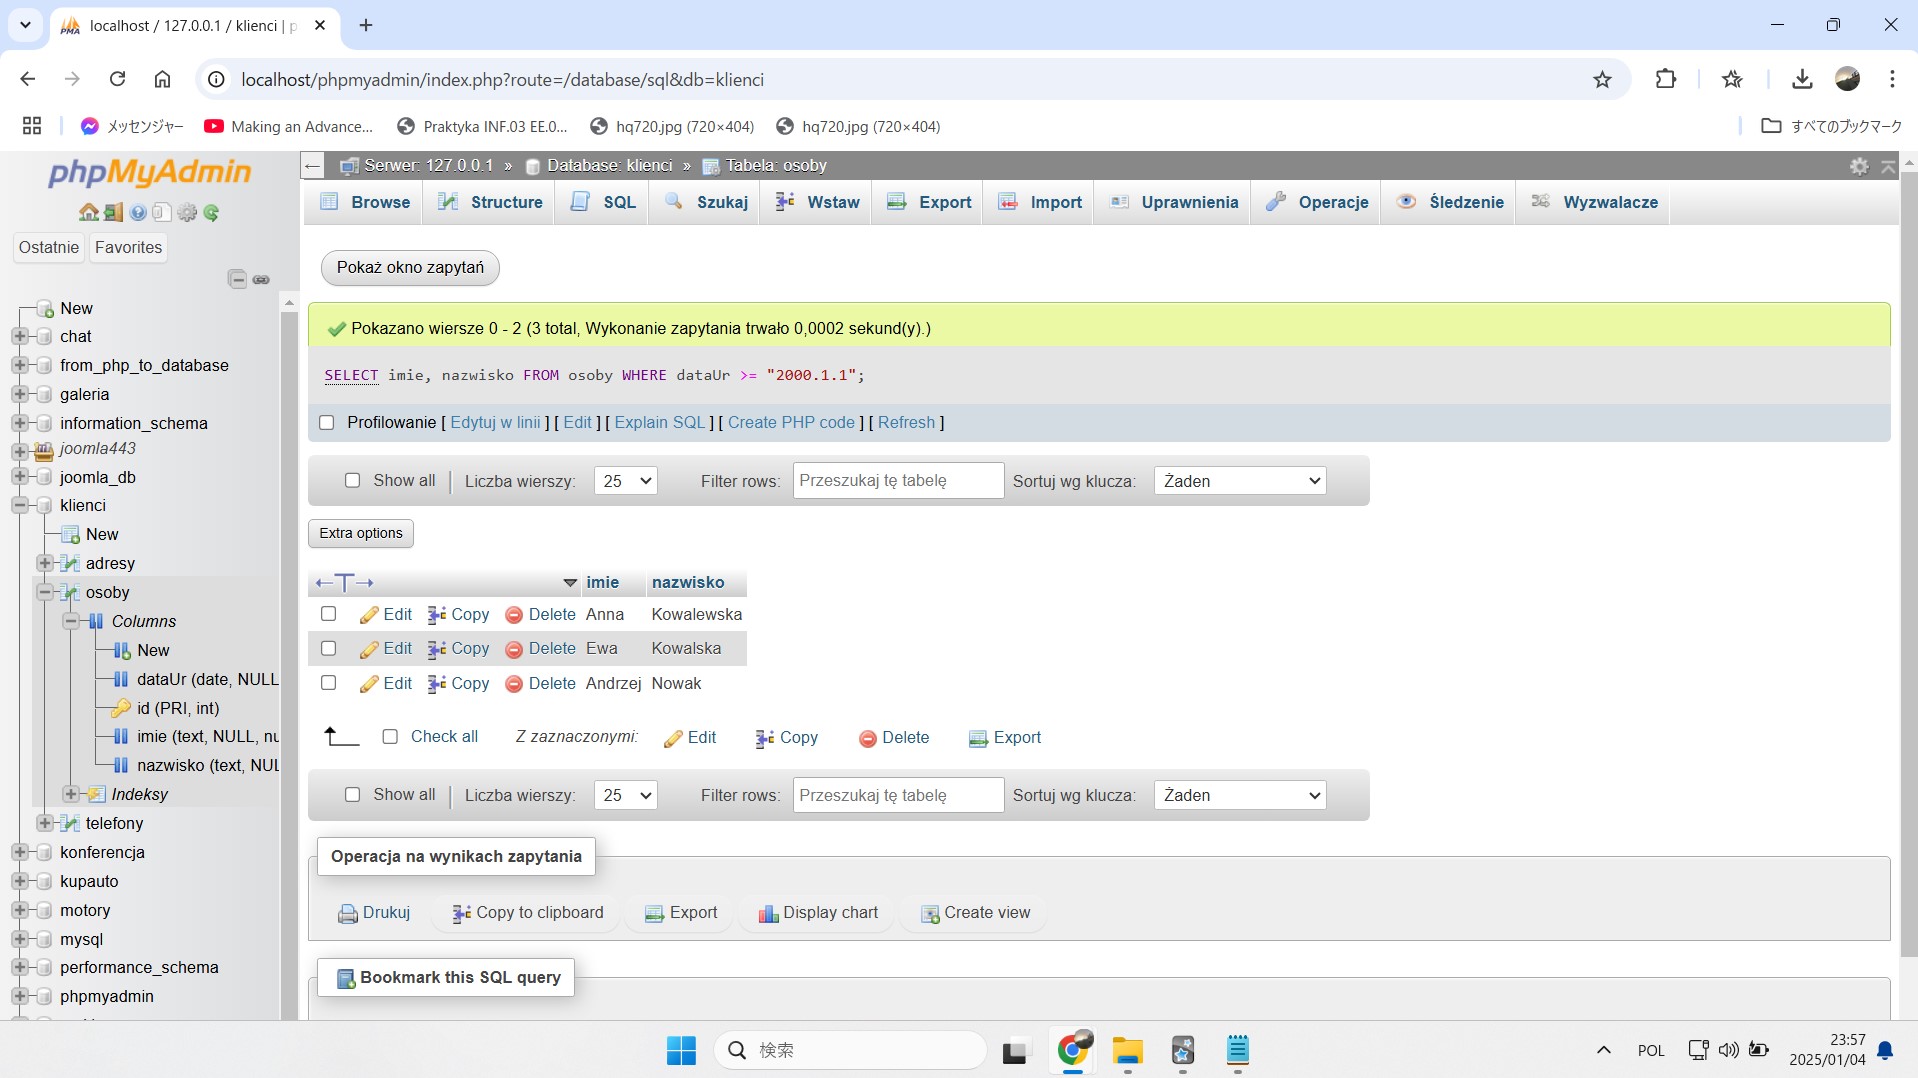 localhost / 127.0.0.1 / klienci | p
localhost/phpmyadmin/index.php?route=/database/sql&db=klienci
メッセンジャー
Making an Advance...
Praktyka INF.03 EE.0...
hq720.jpg (720×404)
hq720.jpg (720×404)
すべてのブックマーク
phpMyAdmin
Ostatnie
Favorites
New
chat
from_php_to_database
galeria
information_schema
joomla443
joomla_db
klienci
New
adresy
osoby
Columns
New
dataUr (date, NULL
id (PRI, int)
imie (text, NULL, nu
nazwisko (text, NUL
Indeksy
telefony
konferencja
kupauto
motory
mysql
performance_schema
phpmyadmin
Serwer: 127.0.0.1 » Database: klienci » Tabela: osoby
Browse
Structure
SQL
Szukaj
Wstaw
Export
Import
Uprawnienia
Operacje
Śledzenie
Wyzwalacze
Pokaż okno zapytań
Pokazano wiersze 0 - 2 (3 total, Wykonanie zapytania trwało 0,0002 sekund(y).)
SELECT imie, nazwisko FROM osoby WHERE dataUr >= "2000.1.1";
Profilowanie [ Edytuj w linii ] [ Edit ] [ Explain SQL ] [ Create PHP code ] [ Refresh ]
Show all | Liczba wierszy: 25 Filter rows: Przeszukaj tę tabelę Sortuj wg klucza: Żaden
Extra options
←T→ imie nazwisko
Edit Copy Delete Anna Kowalewska
Edit Copy Delete Ewa Kowalska
Edit Copy Delete Andrzej Nowak
Check all Z zaznaczonymi: Edit Copy Delete Export
Show all | Liczba wierszy: 25 Filter rows: Przeszukaj tę tabelę Sortuj wg klucza: Żaden
Operacja na wynikach zapytania
Drukuj
Copy to clipboard
Export
Display chart
Create view
Bookmark this SQL query
検索
POL
23:57
2025/01/04